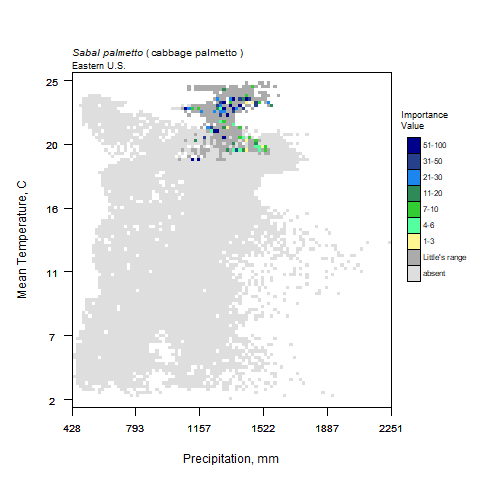 Sabal palmetto ( cabbage palmetto )
Eastern U.S.
25
20
16
11
7
2
Mean Temperature, C
428 793 1157 1522 1887 2251
Precipitation, mm
Importance
Value
51-100
31-50
21-30
11-20
7-10
4-6
1-3
Little's range
absent